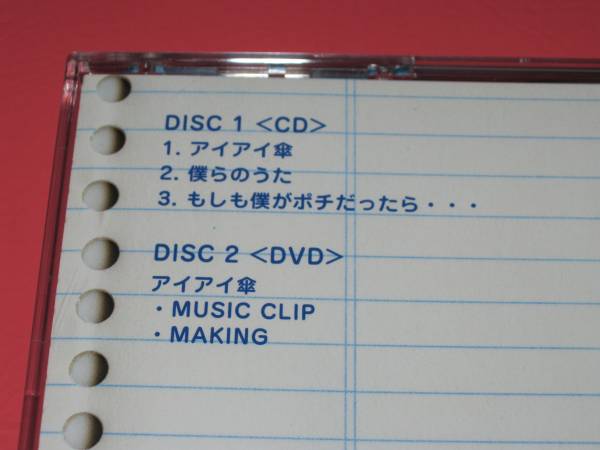 DISC 1 <CD>
1. アイアイ傘
2. 僕らのうた
3. もしも僕がポチだったら・・・
DISC 2 <DVD>
アイアイ傘
・MUSIC CLIP
・MAKING